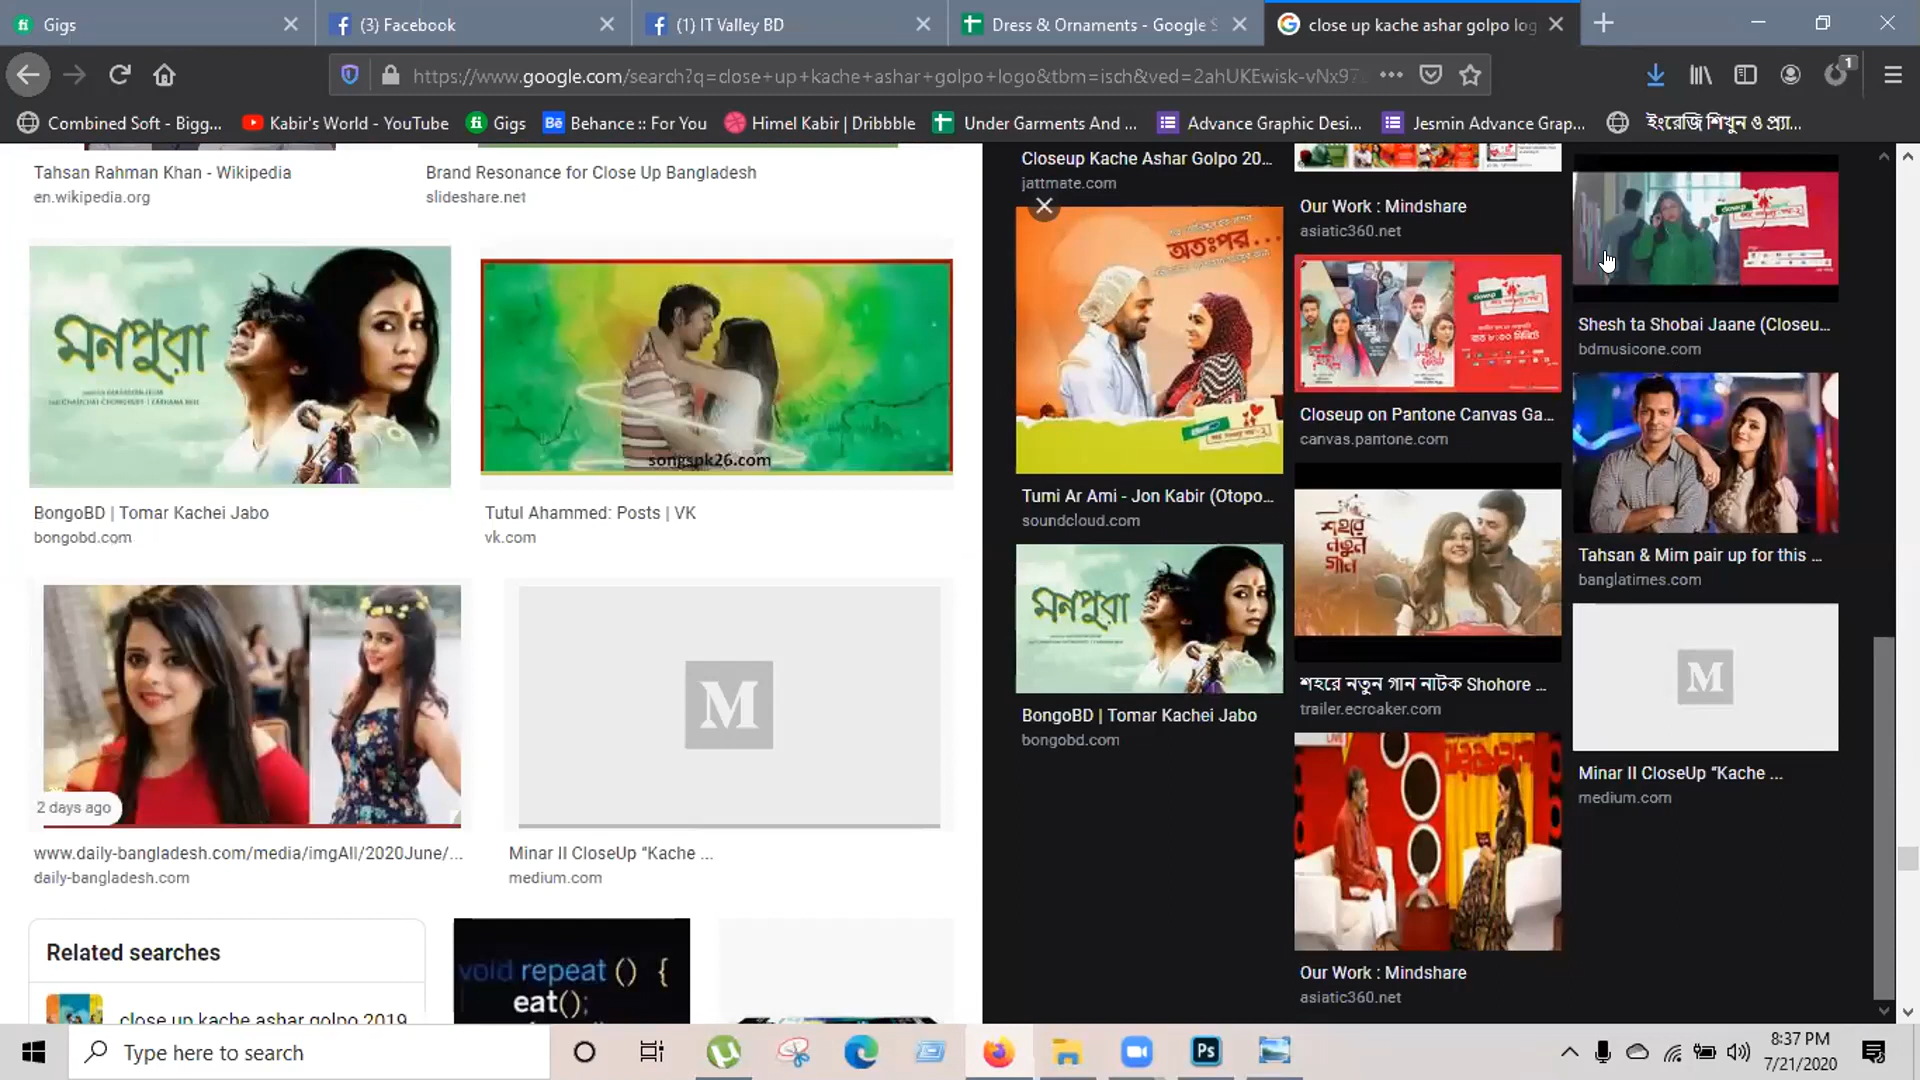 Gigs
(3) Facebook
(1) IT Valley BD
Dress & Ornaments - Google S
close up kache ashar golpo log
https://www.google.com/search?q=close+up+kache+ashar+golpo+logo&tbm=isch&ved=2ahUKEwisk-vNx97
1
Combined Soft - Bigg...
Kabir's World - YouTube
Gigs
Behance :: For You
Himel Kabir | Dribbble
Under Garments And ...
Advance Graphic Desi...
Jesmin Advance Grap...
ইংরেজি শিখুন ও প্র্যা...
Tahsan Rahman Khan - Wikipedia
en.wikipedia.org
Brand Resonance for Close Up Bangladesh
slideshare.net
মনপুরা
songspk26.com
BongoBD | Tomar Kachei Jabo
bongobd.com
Tutul Ahammed: Posts | VK
vk.com
2 days ago
M
www.daily-bangladesh.com/media/imgAll/2020June/...
daily-bangladesh.com
Minar II CloseUp “Kache ...
medium.com
Related searches
close up kache ashar golpo 2019
void repeat () {
eat();
Closeup Kache Ashar Golpo 20...
jattmate.com
অতঃপর...
Tumi Ar Ami - Jon Kabir (Otopo...
soundcloud.com
মনপুরা
BongoBD | Tomar Kachei Jabo
bongobd.com
Our Work : Mindshare
asiatic360.net
closeup
Closeup on Pantone Canvas Ga...
canvas.pantone.com
শহরে
নতুন
গান
শহরে নতুন গান নাটক Shohore ...
trailer.ecroaker.com
LIVE
Our Work : Mindshare
asiatic360.net
Shesh ta Shobai Jaane (Closeu...
bdmusicone.com
Tahsan & Mim pair up for this ...
banglatimes.com
M
Minar II CloseUp “Kache ...
medium.com
Type here to search
Ps
8:37 PM
7/21/2020